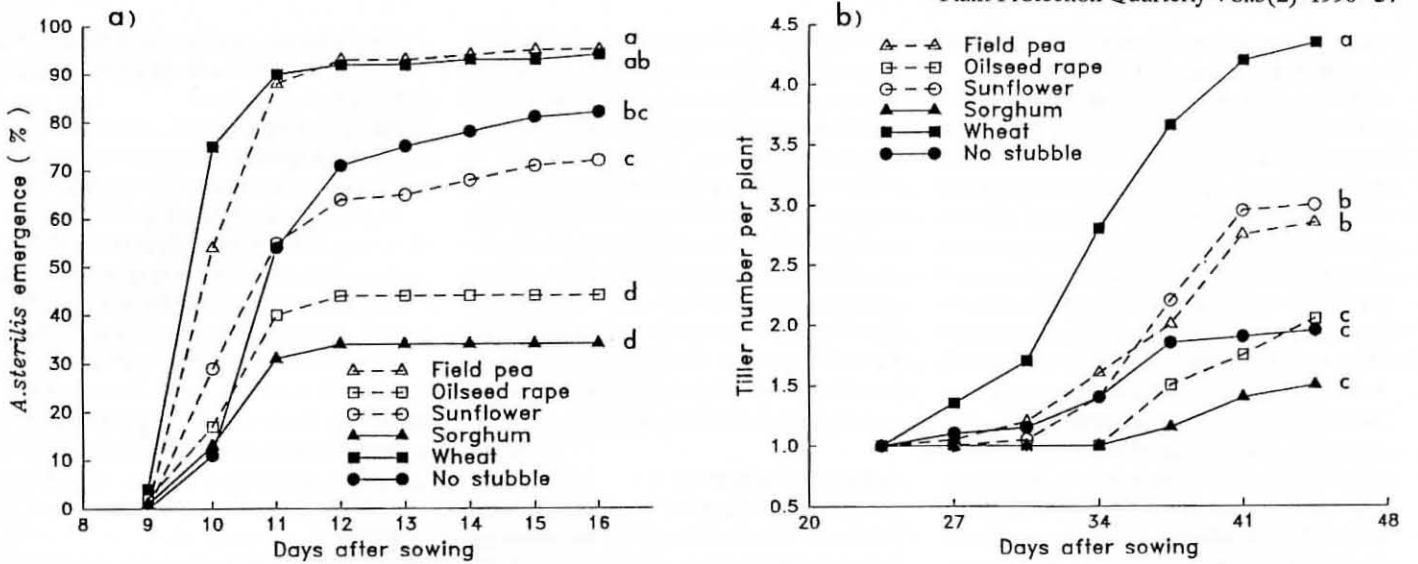 a)
A.sterilis emergence ( % )
100
90
80
70
60
50
40
30
20
10
0
8 9 10 11 12 13 14 15 16
Days after sowing
a
ab
bc
c
d
d
Field pea
Oilseed rape
Sunflower
Sorghum
Wheat
No stubble
b)
Tiller number per plant
4.5
4.0
3.5
3.0
2.5
2.0
1.5
1.0
0.5
20 27 34 41 48
Days after sowing
Field pea
Oilseed rape
Sunflower
Sorghum
Wheat
No stubble
a
b
b
c
c
c